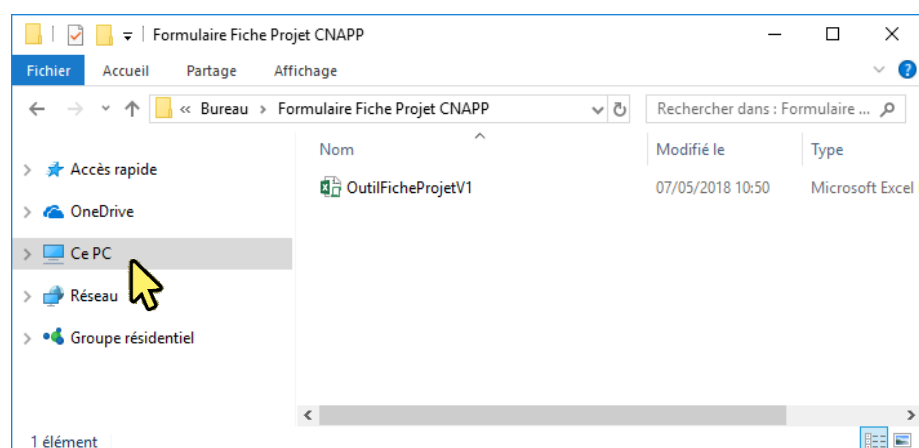 Formulaire Fiche Projet CNAPP
Fichier Accueil Partage Affichage ?
« Bureau > Formulaire Fiche Projet CNAPP Rechercher dans : Formulaire ...
Nom Modifié le Type
Accès rapide
OutilFicheProjetV1 07/05/2018 10:50 Microsoft Excel
OneDrive
Ce PC
Réseau
Groupe résidentiel
1 élément